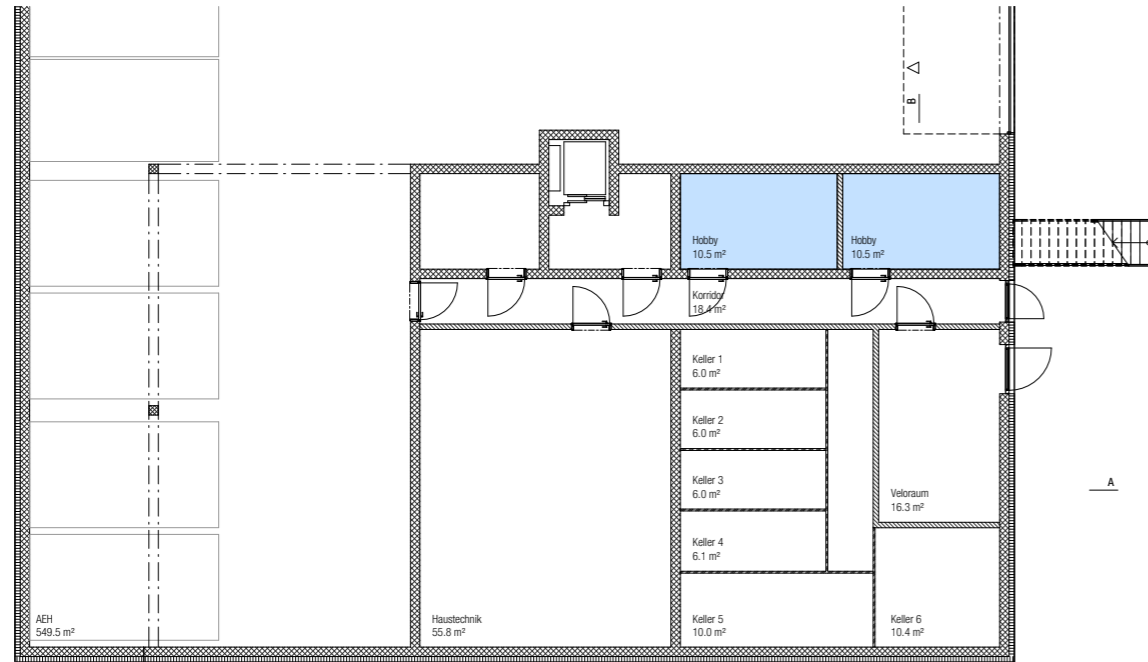 B
Hobby
10.5 m²
Hobby
10.5 m²
Korridor
18.4 m²
Keller 1
6.0 m²
Keller 2
6.0 m²
Keller 3
6.0 m²
Keller 4
6.1 m²
Veloraum
16.3 m²
A
AEH
549.5 m²
Haustechnik
55.8 m²
Keller 5
10.0 m²
Keller 6
10.4 m²